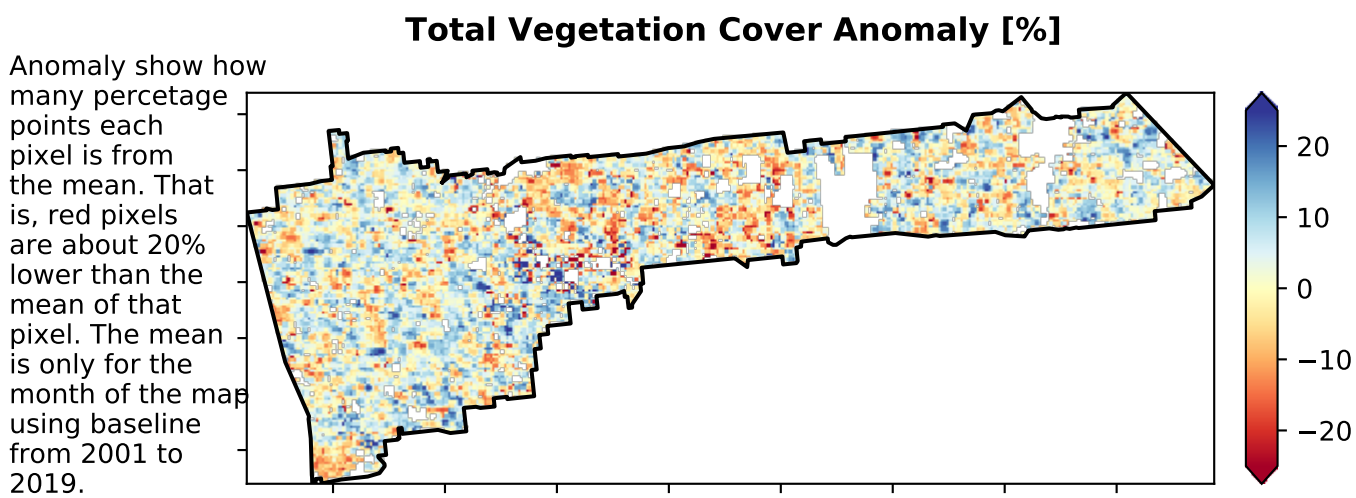 Total Vegetation Cover Anomaly [%]
Anomaly show how
many percetage
points each
pixel is from
the mean. That
is, red pixels
are about 20%
lower than the
mean of that
pixel. The mean
is only for the
month of the map
using baseline
from 2001 to
2019.
20
10
0
−10
−20